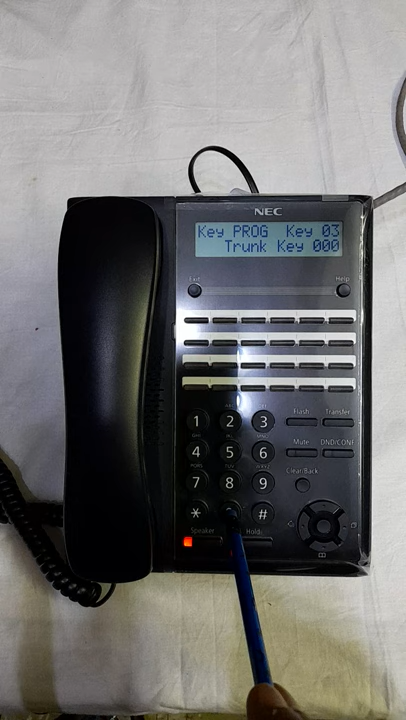 NEC
Key PROG Key 03
Trunk Key 000
Exit
Help
1 2 3
Flash Transfer
4 5 6
Mute DND/CONF
7 8 9
Clear/Back
* #
Speaker Hold